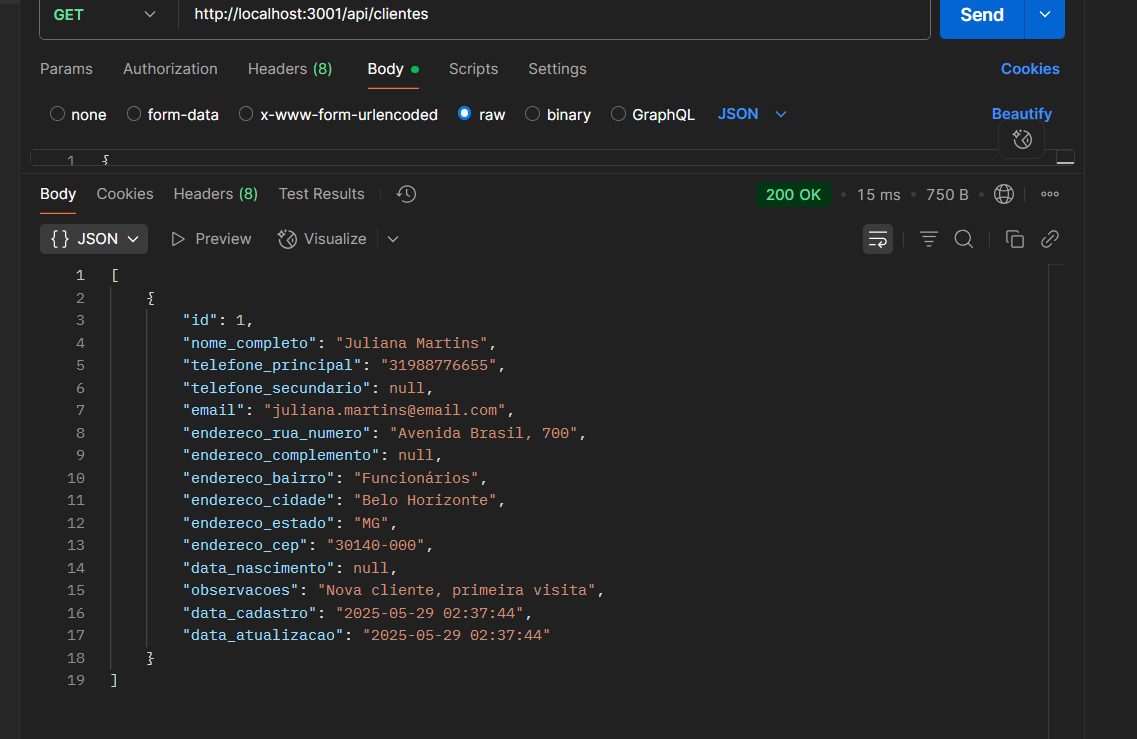 GET http://localhost:3001/api/clientes Send
Params Authorization Headers (8) Body Scripts Settings Cookies
none form-data x-www-form-urlencoded raw binary GraphQL JSON Beautify
1 {
Body Cookies Headers (8) Test Results 200 OK • 15 ms • 750 B •
{} JSON Preview Visualize
1 [
2 {
3 "id": 1,
4 "nome_completo": "Juliana Martins",
5 "telefone_principal": "31988776655",
6 "telefone_secundario": null,
7 "email": "juliana.martins@email.com",
8 "endereco_rua_numero": "Avenida Brasil, 700",
9 "endereco_complemento": null,
10 "endereco_bairro": "Funcionários",
11 "endereco_cidade": "Belo Horizonte",
12 "endereco_estado": "MG",
13 "endereco_cep": "30140-000",
14 "data_nascimento": null,
15 "observacoes": "Nova cliente, primeira visita",
16 "data_cadastro": "2025-05-29 02:37:44",
17 "data_atualizacao": "2025-05-29 02:37:44"
18 }
19 ]